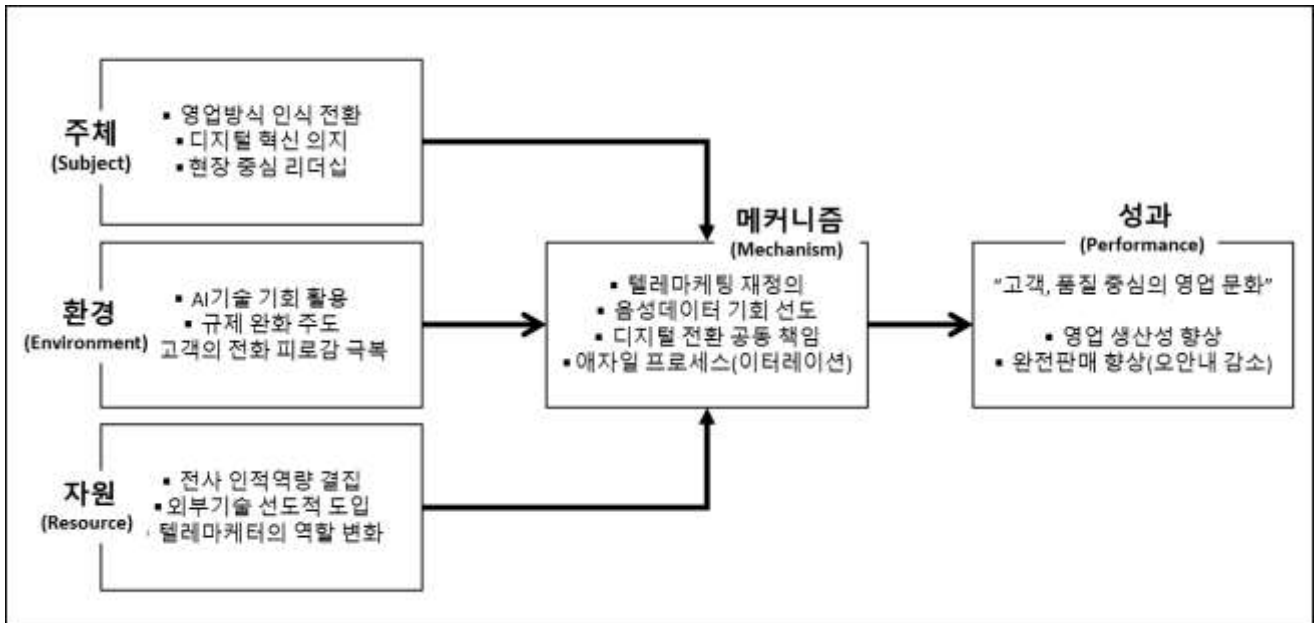 주체
(Subject)
▪ 영업방식 인식 전환
▪ 디지털 혁신 의지
▪ 현장 중심 리더십
환경
(Environment)
▪ AI기술 기회 활용
▪ 규제 완화 주도
고객의 전화 피로감 극복
자원
(Resource)
▪ 전사 인적역량 결집
▪ 외부기술 선도적 도입
텔레마케터의 역할 변화
메커니즘
(Mechanism)
▪ 텔레마케팅 재정의
▪ 음성데이터 기회 선도
▪ 디지털 전환 공동 책임
▪ 애자일 프로세스(이터레이션)
성과
(Performance)
“고객, 품질 중심의 영업 문화”
▪ 영업 생산성 향상
▪ 완전판매 향상(오안내 감소)